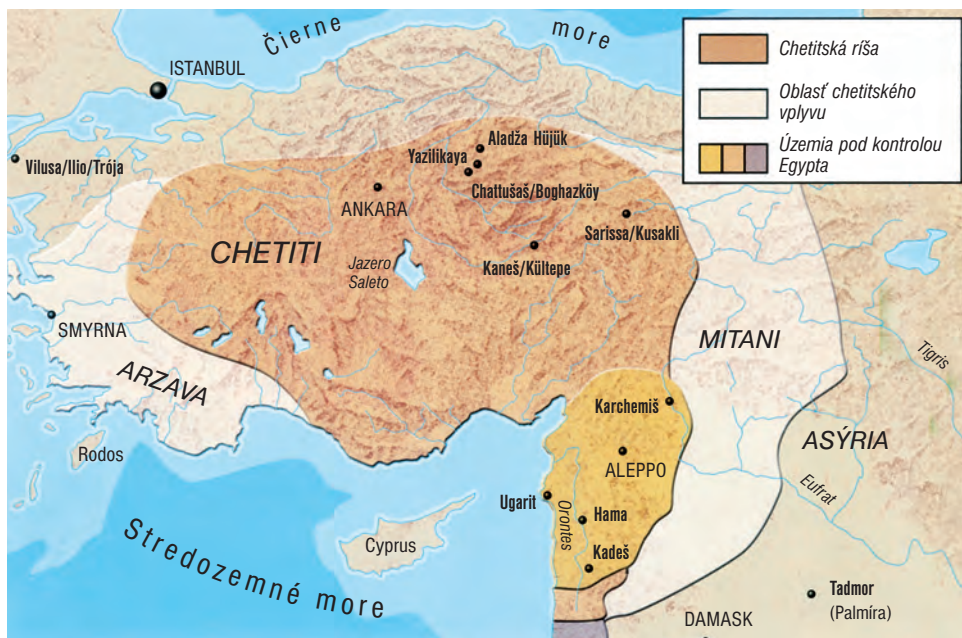 Čierne more
ISTANBUL
Chetitská ríša
Oblasť chetitského
vplyvu
Územia pod kontrolou
Egypta
Vilusa/Ilio/Trója
Aladža Hüjük
Yazilikaya
Chattušaš/Boghazköy
ANKARA
Sarissa/Kusakli
CHETITI
Jazero
Saleto
Kaneš/Kültepe
SMYRNA
MITANI
Tigris
ARZAVA
Karchemiš
ASÝRIA
Rodos
ALEPPO
Eufrat
Ugarit
Orontes
Hama
Stredozemné more
Cyprus
Kadeš
Tadmor
(Palmíra)
DAMASK